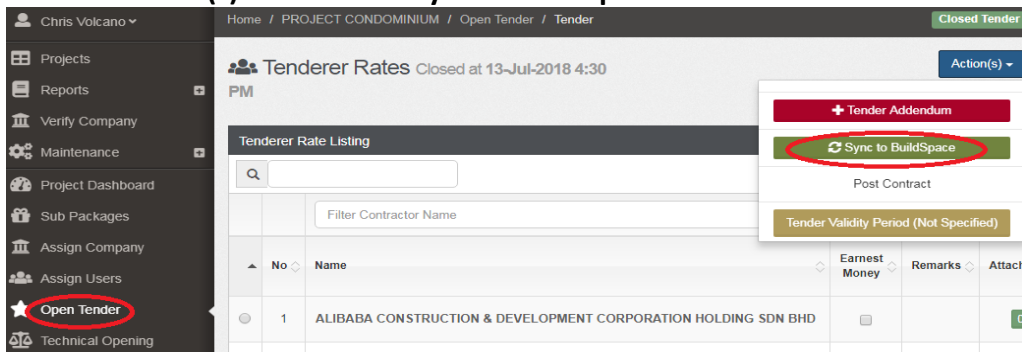 Chris Volcano
Home / PROJECT CONDOMINIUM / Open Tender / Tender
Closed Tender
Projects
Reports
Verify Company
Maintenance
Project Dashboard
Sub Packages
Assign Company
Assign Users
Open Tender
Technical Opening
Tenderer Rates Closed at 13-Jul-2018 4:30
PM
Action(s)
Tender Addendum
Sync to BuildSpace
Post Contract
Tender Validity Period (Not Specified)
Tenderer Rate Listing
Filter Contractor Name
No Name Earnest Money Remarks
1 ALIBABA CONSTRUCTION & DEVELOPMENT CORPORATION HOLDING SDN BHD